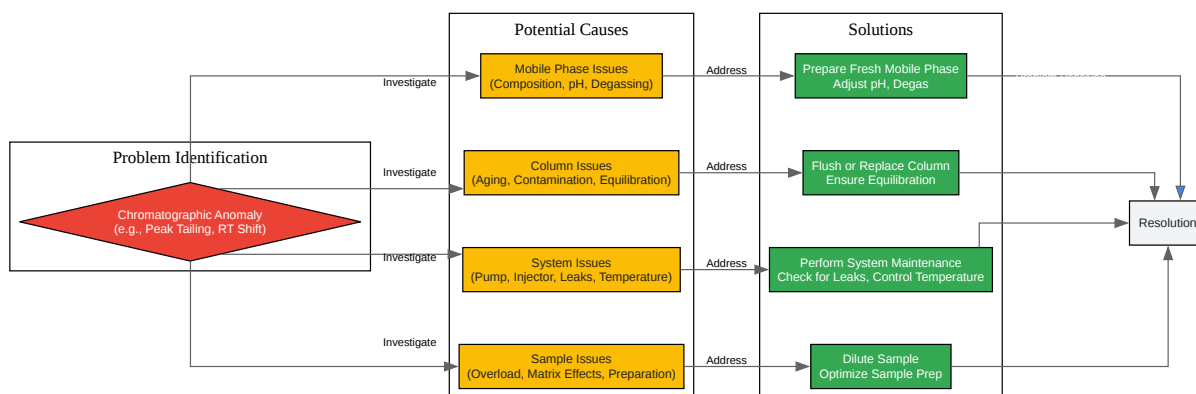 Problem Identification
Chromatographic Anomaly
(e.g., Peak Tailing, RT Shift)
Investigate
Investigate
Investigate
Investigate
Potential Causes
Mobile Phase Issues
(Composition, pH, Degassing)
Column Issues
(Aging, Contamination, Equilibration)
System Issues
(Pump, Injector, Leaks, Temperature)
Sample Issues
(Overload, Matrix Effects, Preparation)
Address
Address
Address
Address
Solutions
Prepare Fresh Mobile Phase
Adjust pH, Degas
Flush or Replace Column
Ensure Equilibration
Perform System Maintenance
Check for Leaks, Control Temperature
Dilute Sample
Optimize Sample Prep
Resolution